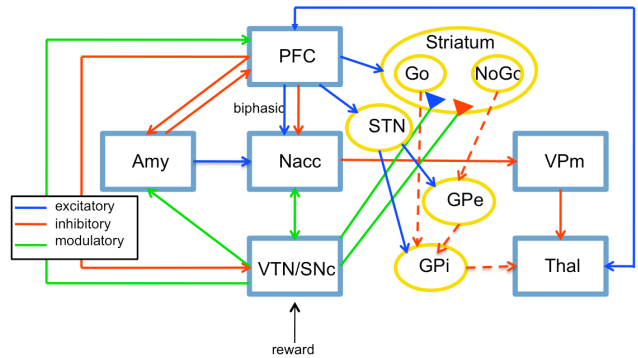 Striatum
PFC
Go
NoGo
biphasic
STN
Amy
Nacc
VPm
excitatory
inhibitory
modulatory
GPe
VTN/SNc
GPi
Thal
reward